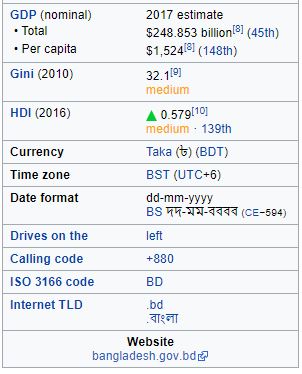 GDP (nominal) 2017 estimate
• Total $248.853 billion[8] (45th)
• Per capita $1,524[8] (148th)
Gini (2010) 32.1[9]
medium
HDI (2016) ▲ 0.579[10]
medium · 139th
Currency Taka (৳) (BDT)
Time zone BST (UTC+6)
Date format dd-mm-yyyy
BS দদ-মম-বববব (CE−594)
Drives on the left
Calling code +880
ISO 3166 code BD
Internet TLD .bd
.বাংলা
Website
bangladesh.gov.bd